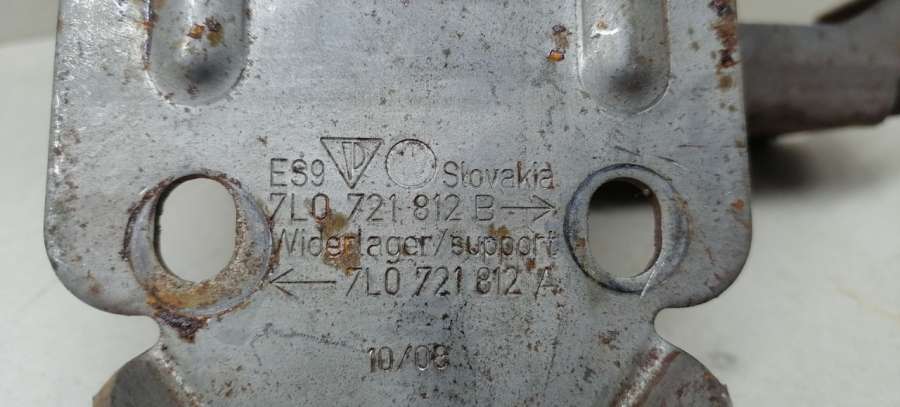 ES9 Slovakia
7L0 721 812 B →
Widerlager/support
← 7L0 721 812 A
10/08